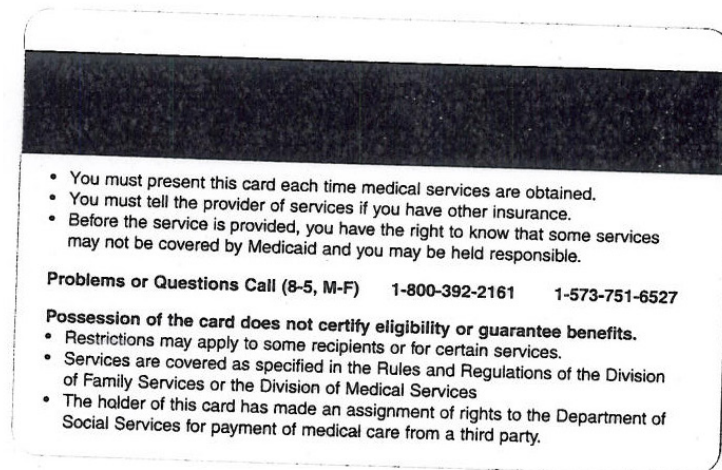 • You must present this card each time medical services are obtained.
• You must tell the provider of services if you have other insurance.
• Before the service is provided, you have the right to know that some services
may not be covered by Medicaid and you may be held responsible.
Problems or Questions Call (8-5, M-F) 1-800-392-2161 1-573-751-6527
Possession of the card does not certify eligibility or guarantee benefits.
• Restrictions may apply to some recipients or for certain services.
• Services are covered as specified in the Rules and Regulations of the Division
of Family Services or the Division of Medical Services
• The holder of this card has made an assignment of rights to the Department of
Social Services for payment of medical care from a third party.